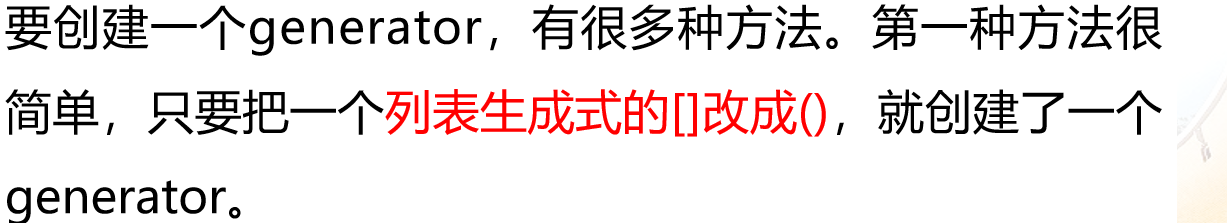 要创建一个generator，有很多种方法。第一种方法很
简单，只要把一个列表生成式的[]改成()，就创建了一个
generator。